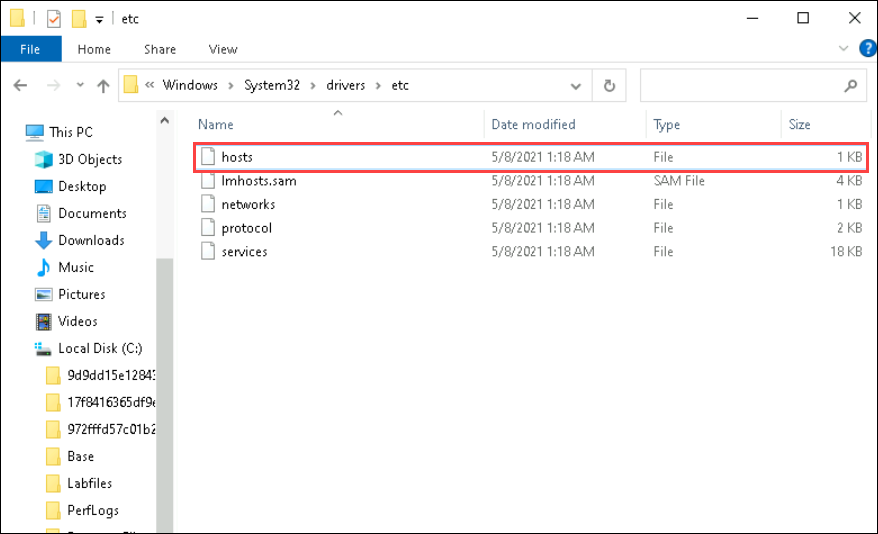 etc
File Home Share View
« Windows > System32 > drivers > etc
Name Date modified Type Size
hosts 5/8/2021 1:18 AM File 1 KB
lmhosts.sam 5/8/2021 1:18 AM SAM File 4 KB
networks 5/8/2021 1:18 AM File 1 KB
protocol 5/8/2021 1:18 AM File 2 KB
services 5/8/2021 1:18 AM File 18 KB
This PC
3D Objects
Desktop
Documents
Downloads
Music
Pictures
Videos
Local Disk (C:)
9d9dd15e12843
17f8416365df9e
972fffd57c01b2
Base
Labfiles
PerfLogs